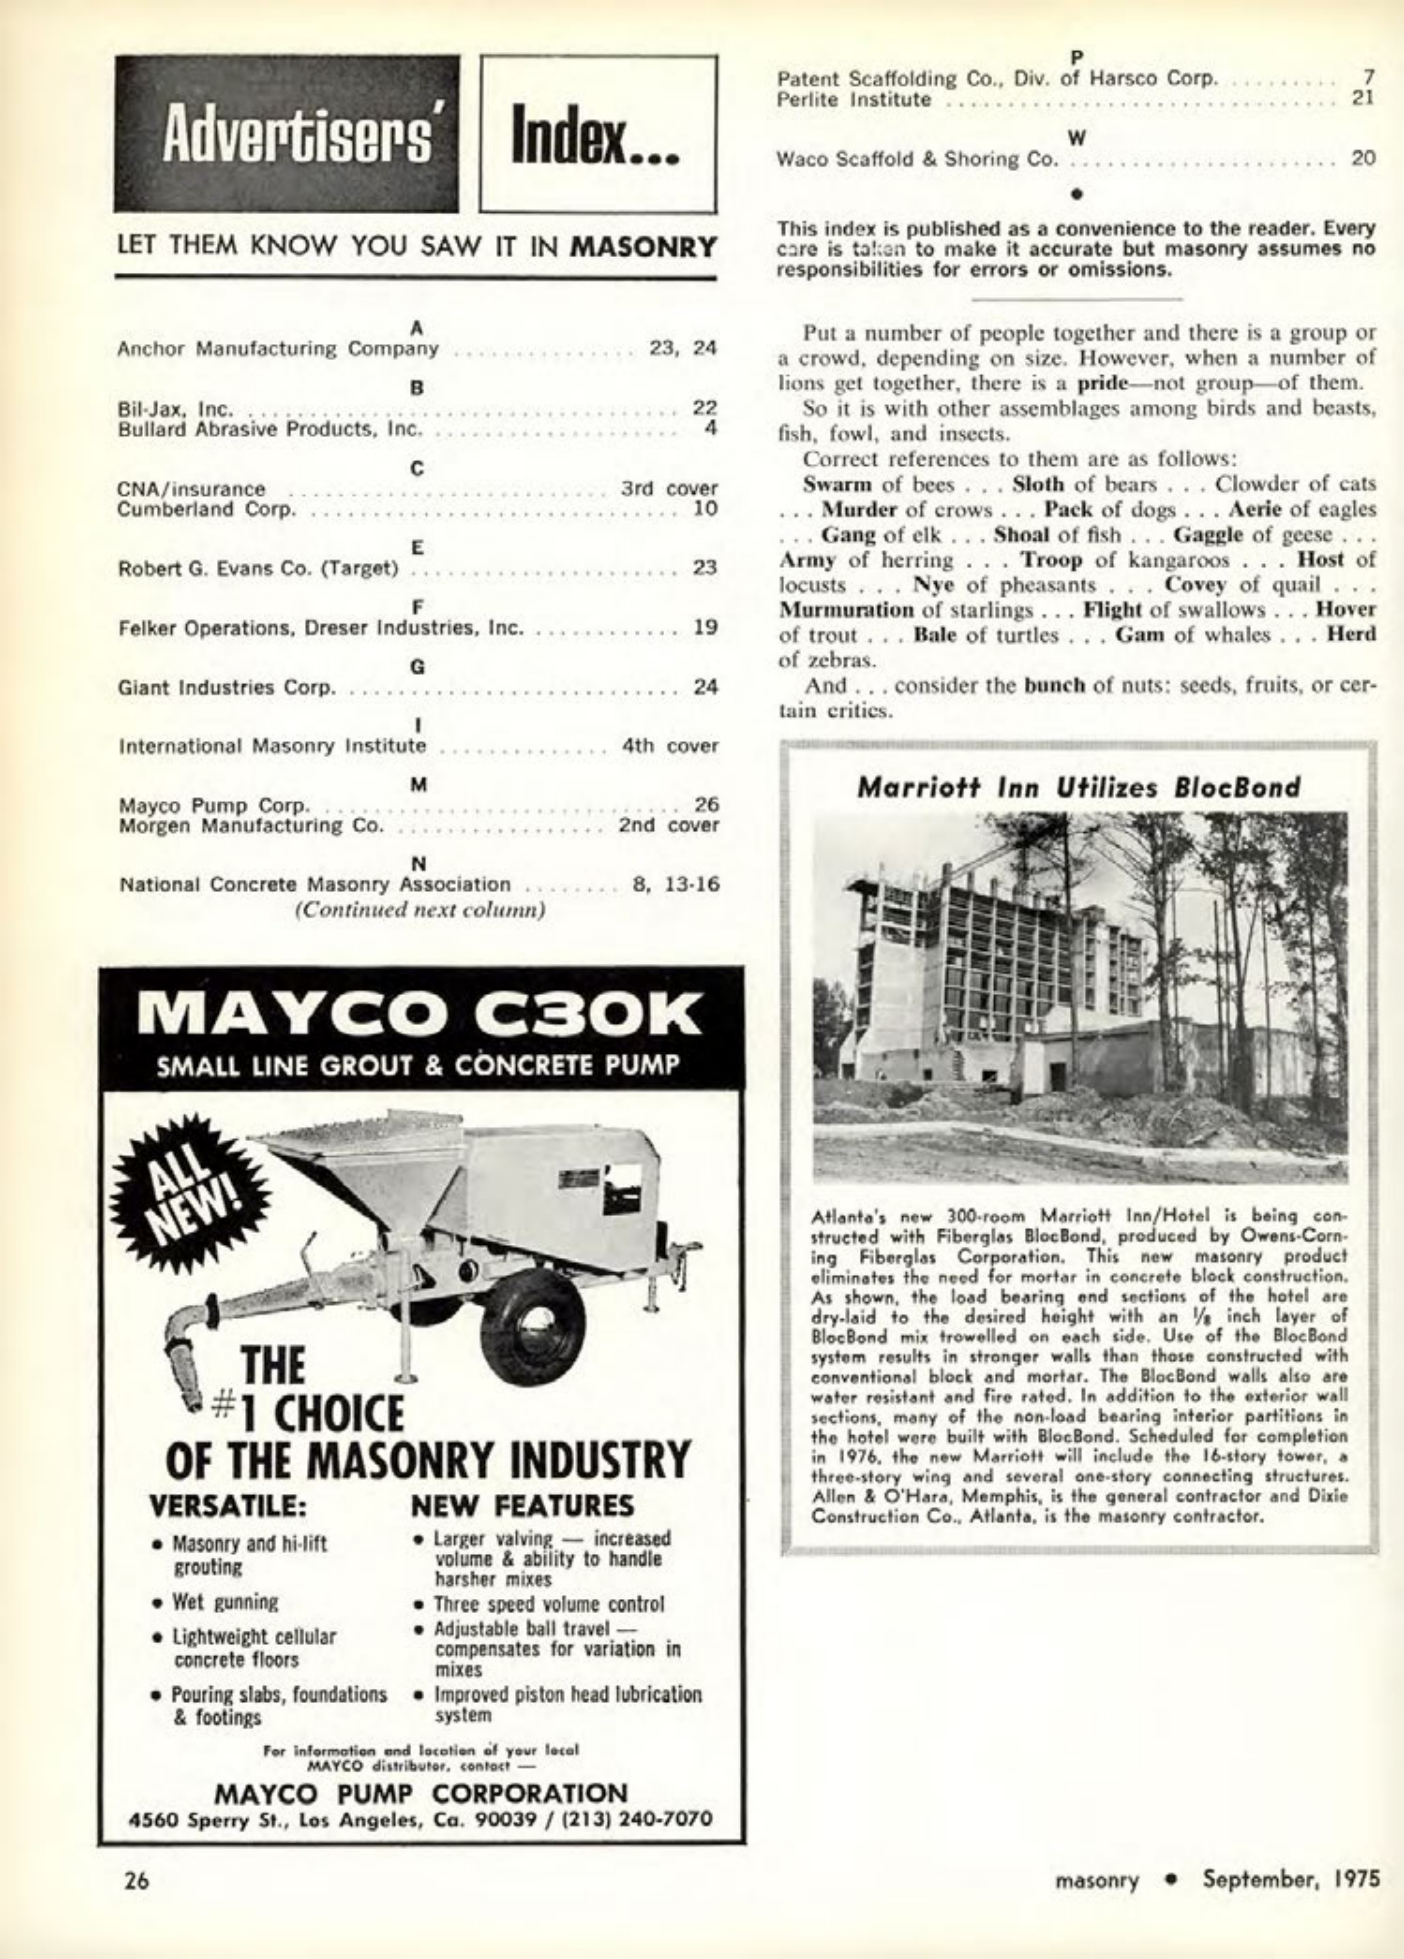 Advertisers' Index...
LET THEM KNOW YOU SAW IT IN MASONRY
A
Anchor Manufacturing Company ............... 23, 24
B
Bil-Jax, Inc. ................................... 22
Bullard Abrasive Products, Inc. .................... 4
C
CNA/insurance .......................... 3rd cover
Cumberland Corp. ............................... 10
E
Robert G. Evans Co. (Target) ...................... 23
F
Felker Operations, Dreser Industries, Inc. ............. 19
G
Giant Industries Corp. ............................ 24
I
International Masonry Institute .............. 4th cover
M
Mayco Pump Corp. .............................. 26
Morgen Manufacturing Co. ................. 2nd cover
N
National Concrete Masonry Association ........ 8, 13-16
(Continued next column)
MAYCO C30K
SMALL LINE GROUT & CONCRETE PUMP
ALL
NEW!
THE
#1 CHOICE
OF THE MASONRY INDUSTRY
VERSATILE:
• Masonry and hi-lift
grouting
• Wet gunning
• Lightweight cellular
concrete floors
• Pouring slabs, foundations
& footings
NEW FEATURES
• Larger valving — increased
volume & ability to handle
harsher mixes
• Three speed volume control
• Adjustable ball travel —
compensates for variation in
mixes
• Improved piston head lubrication
system
For information and location of your local
MAYCO distributor, contact —
MAYCO PUMP CORPORATION
4560 Sperry St., Los Angeles, Ca. 90039 / (213) 240-7070
P
Patent Scaffolding Co., Div. of Harsco Corp. .......... 7
Perlite Institute ................................ 21
W
Waco Scaffold & Shoring Co. ...................... 20
•
This index is published as a convenience to the reader. Every
care is taken to make it accurate but masonry assumes no
responsibilities for errors or omissions.
Put a number of people together and there is a group or
a crowd, depending on size. However, when a number of
lions get together, there is a pride—not group—of them.
So it is with other assemblages among birds and beasts,
fish, fowl, and insects.
Correct references to them are as follows:
Swarm of bees . . . Sloth of bears . . . Clowder of cats
. . . Murder of crows . . . Pack of dogs . . . Aerie of eagles
. . . Gang of elk . . . Shoal of fish . . . Gaggle of geese . . .
Army of herring . . . Troop of kangaroos . . . Host of
locusts . . . Nye of pheasants . . . Covey of quail . . .
Murmuration of starlings . . . Flight of swallows . . . Hover
of trout . . . Bale of turtles . . . Gam of whales . . . Herd
of zebras.
And . . . consider the bunch of nuts: seeds, fruits, or cer-
tain critics.
Marriott Inn Utilizes BlocBond
Atlanta's new 300-room Marriott Inn/Hotel is being con-
structed with Fiberglas BlocBond, produced by Owens-Corn-
ing Fiberglas Corporation. This new masonry product
eliminates the need for mortar in concrete block construction.
As shown, the load bearing end sections of the hotel are
dry-laid to the desired height with an ⅛ inch layer of
BlocBond mix trowelled on each side. Use of the BlocBond
system results in stronger walls than those constructed with
conventional block and mortar. The BlocBond walls also are
water resistant and fire rated. In addition to the exterior wall
sections, many of the non-load bearing interior partitions in
the hotel were built with BlocBond. Scheduled for completion
in 1976, the new Marriott will include the 16-story tower, a
three-story wing and several one-story connecting structures.
Allen & O'Hara, Memphis, is the general contractor and Dixie
Construction Co., Atlanta, is the masonry contractor.
26
masonry • September, 1975